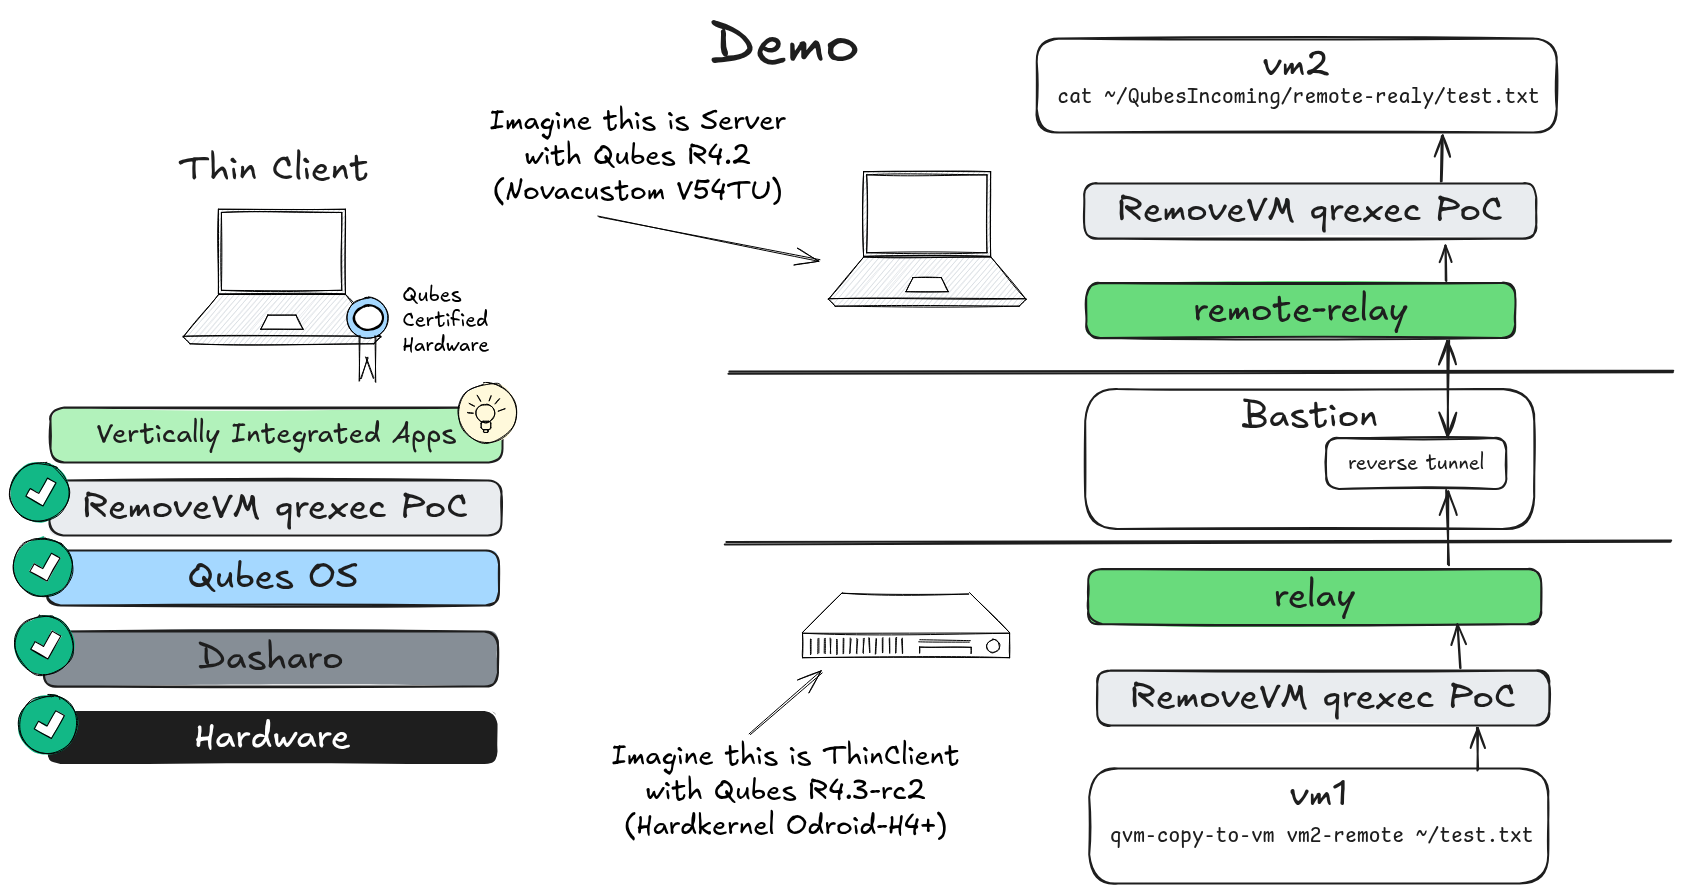 Demo
Thin Client
Qubes
Certified
Hardware
Vertically Integrated Apps
RemoveVM qrexec PoC
Qubes OS
Dasharo
Hardware
Imagine this is Server
with Qubes R4.2
(Novacustom V54TU)
Imagine this is ThinClient
with Qubes R4.3-rc2
(Hardkernel Odroid-H4+)
vm2
cat ~/QubesIncoming/remote-realy/test.txt
RemoveVM qrexec PoC
remote-relay
Bastion
reverse tunnel
relay
RemoveVM qrexec PoC
vm1
qvm-copy-to-vm vm2-remote ~/test.txt